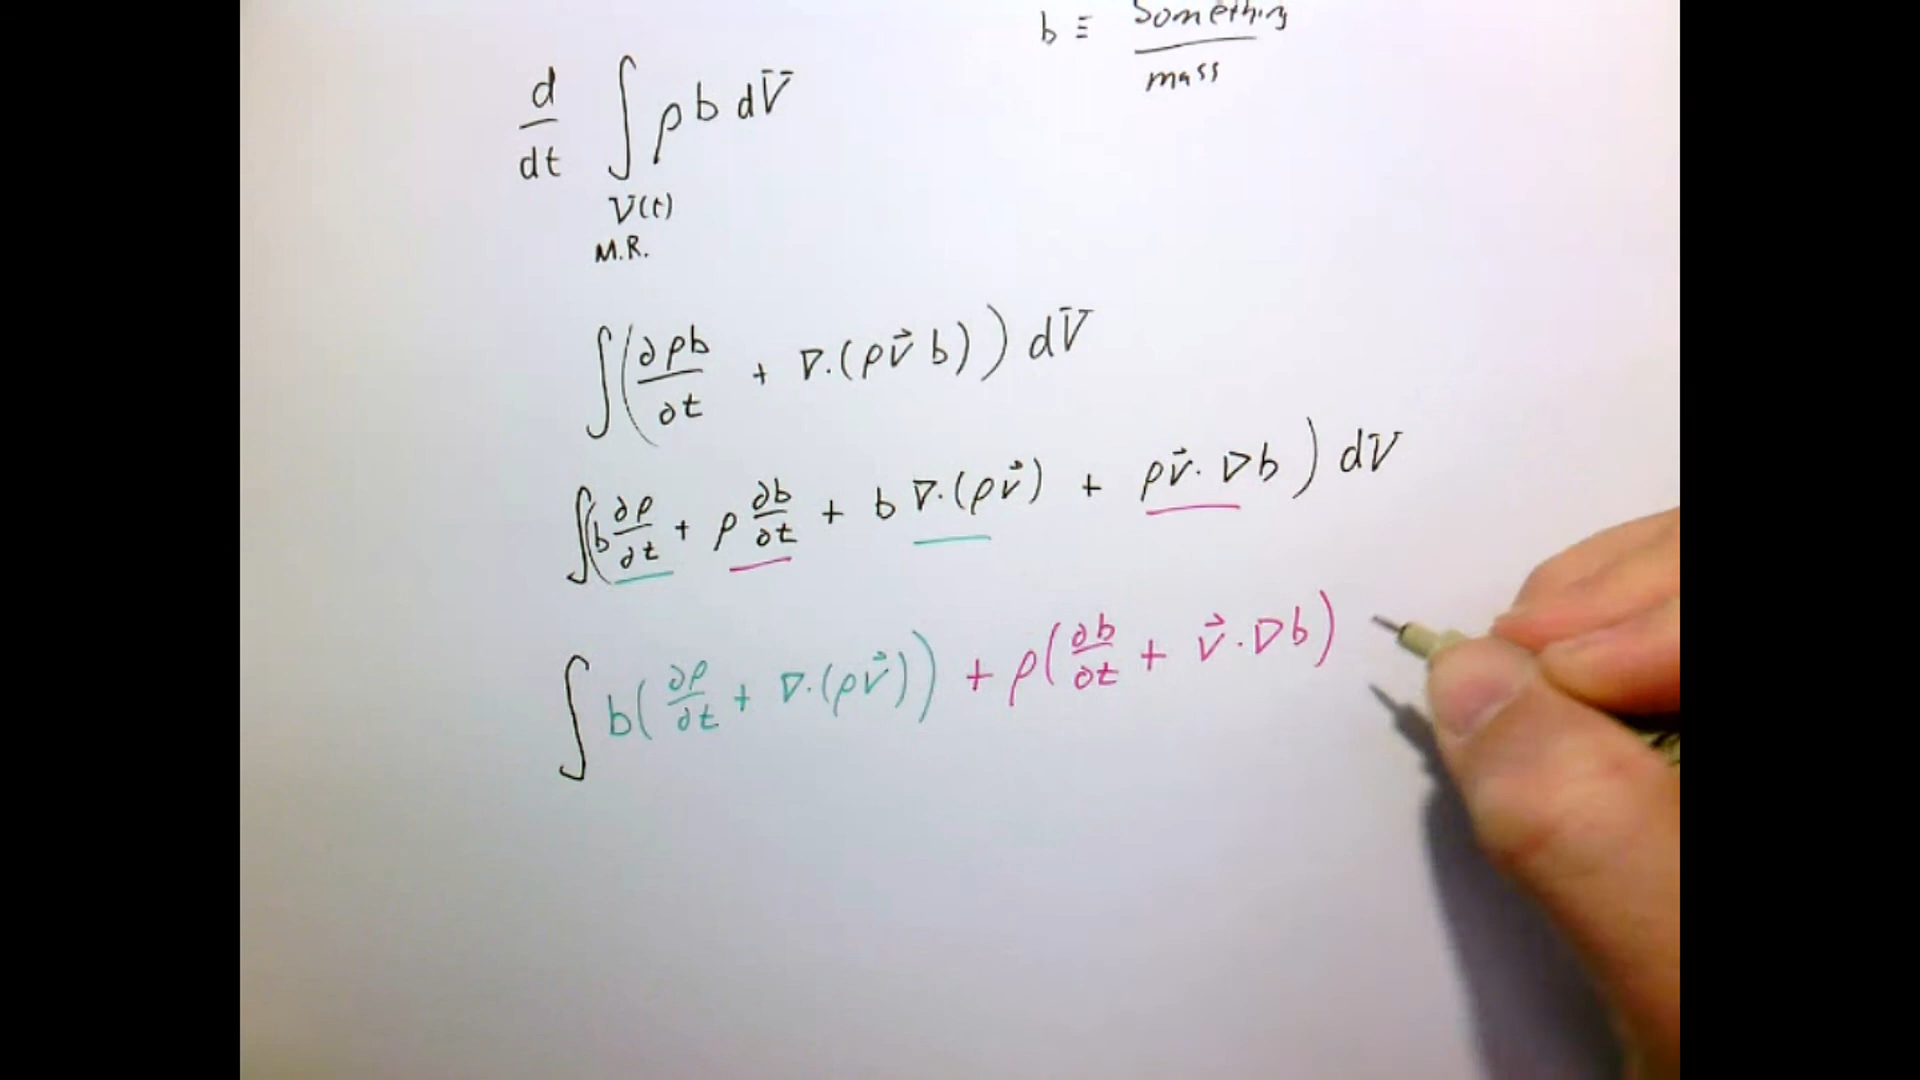 b ≡ Something / mass
d/dt ∫ ρ b dV̶
V̶(t)
M.R.
∫ ( ∂ρb/∂t + ∇·(ρv⃗ b) ) dV̶
∫ ( b ∂ρ/∂t + ρ ∂b/∂t + b ∇·(ρv⃗) + ρv⃗·∇b ) dV̶
∫ b( ∂ρ/∂t + ∇·(ρv⃗) ) + ρ( ∂b/∂t + v⃗·∇b )